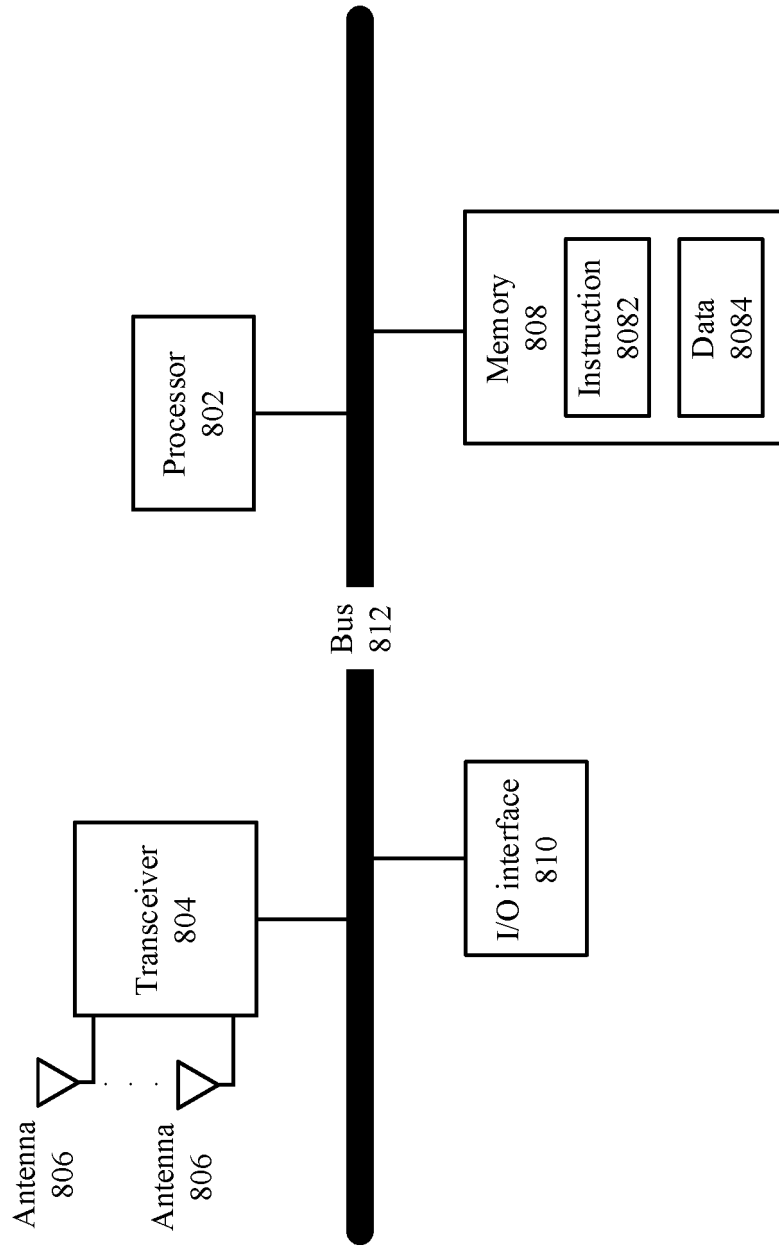 Antenna
806
Antenna
806
Transceiver
804
Processor
802
Bus
812
I/O interface
810
Memory
808
Instruction
8082
Data
8084